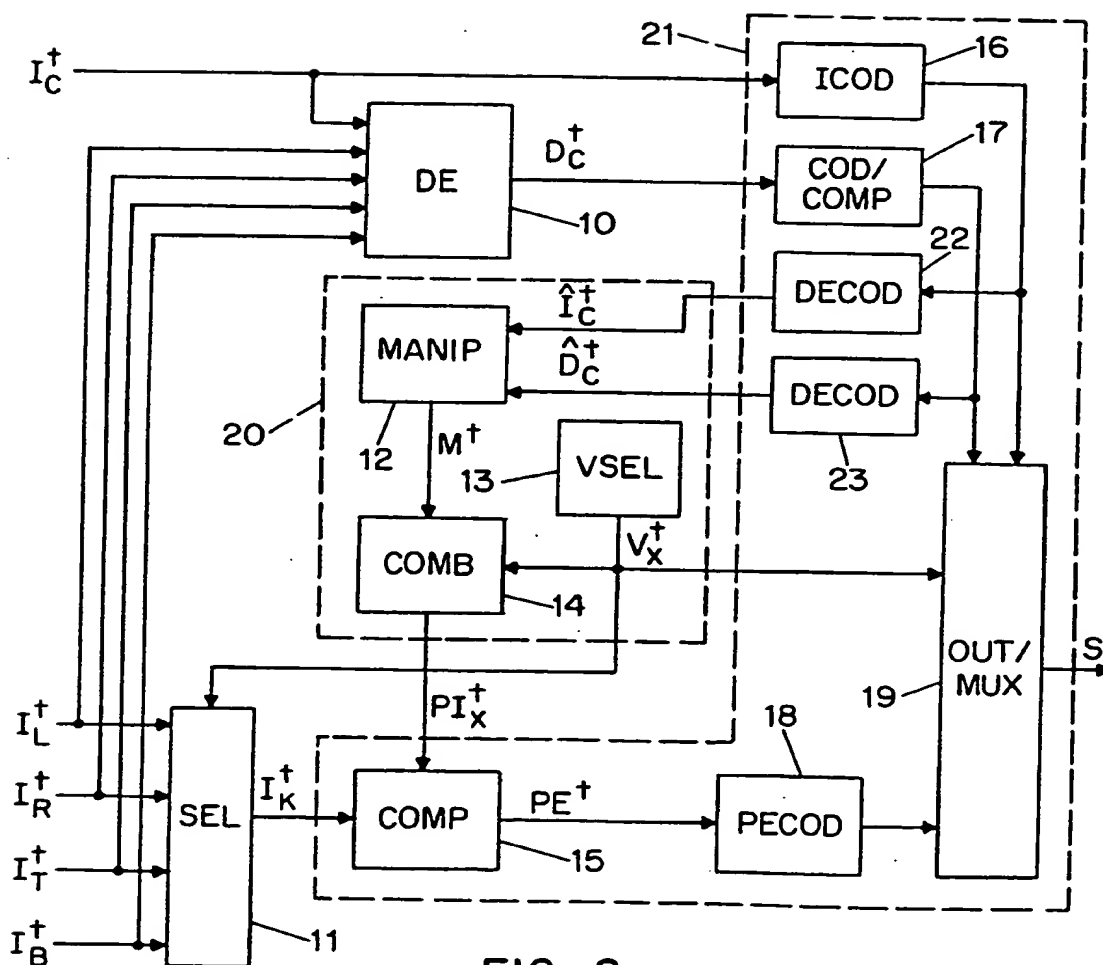 21
I_C^†
ICOD
16
DE
10
D_C^†
COD/
COMP
17
22
Î_C^†
DECOD
MANIP
12
D̂_C^†
DECOD
23
20
M^†
13
VSEL
COMB
14
V_X^†
OUT/
MUX
19
S
PI_X^†
18
I_L^†
I_R^†
I_T^†
I_B^†
SEL
11
I_K^†
COMP
15
PE^†
PECOD